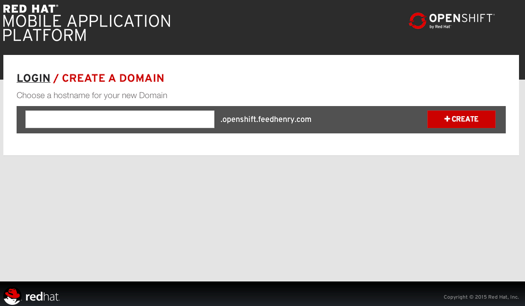 RED HAT®
MOBILE APPLICATION
PLATFORM
OPENSHIFT™
by Red Hat®
LOGIN / CREATE A DOMAIN
Choose a hostname for your new Domain
.openshift.feedhenry.com
+ CREATE
redhat.
Copyright © 2015 Red Hat, Inc.